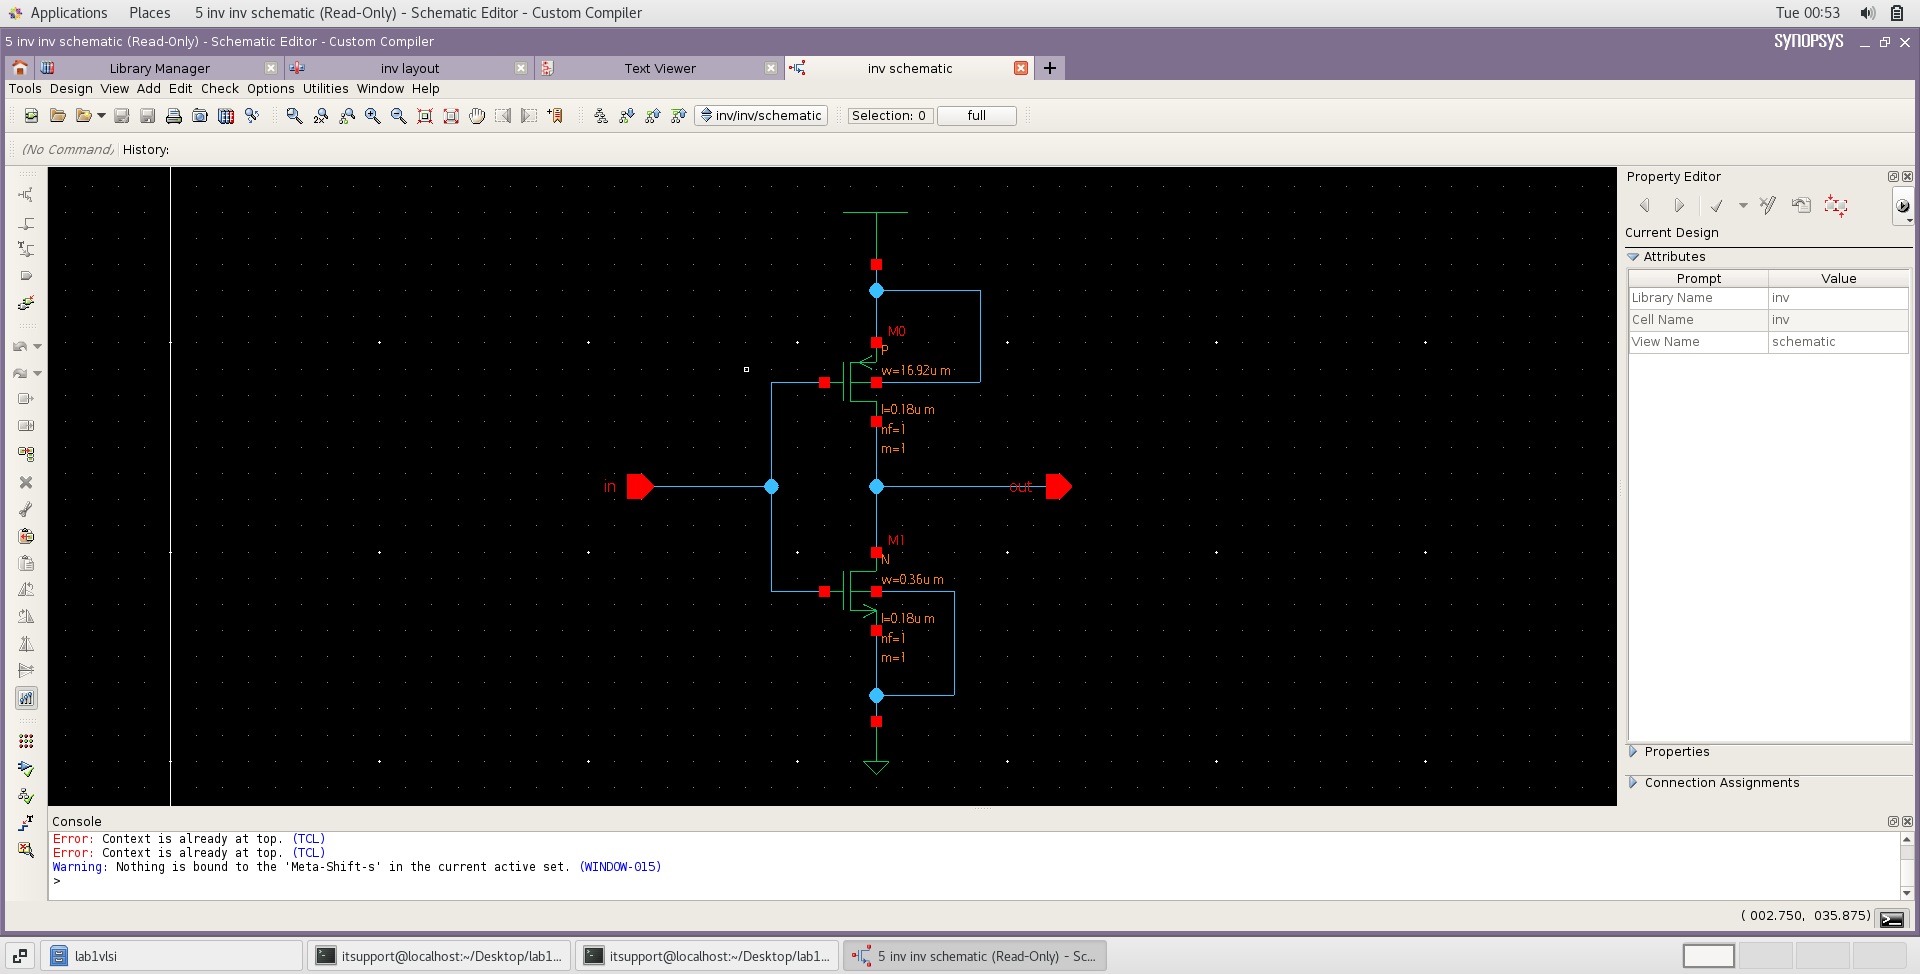 Applications Places 5 inv inv schematic (Read-Only) - Schematic Editor - Custom Compiler Tue 00:53
5 inv inv schematic (Read-Only) - Schematic Editor - Custom Compiler SYNOPSYS
Library Manager inv layout Text Viewer inv schematic
Tools Design View Add Edit Check Options Utilities Window Help
inv/inv/schematic Selection: 0 full
(No Command) History:
Property Editor
Current Design
Attributes
Prompt Value
Library Name inv
Cell Name inv
View Name schematic
Properties
Connection Assignments
M0
P
w=16.92u m
l=0.18u m
nf=1
m=1
in
out
M1
N
w=0.36u m
l=0.18u m
nf=1
m=1
Console
Error: Context is already at top. (TCL)
Error: Context is already at top. (TCL)
Warning: Nothing is bound to the 'Meta-Shift-s' in the current active set. (WINDOW-015)
>
( 002.750, 035.875)
lab1vlsi itsupport@localhost:~/Desktop/lab1... itsupport@localhost:~/Desktop/lab1... 5 inv inv schematic (Read-Only) - Sc...